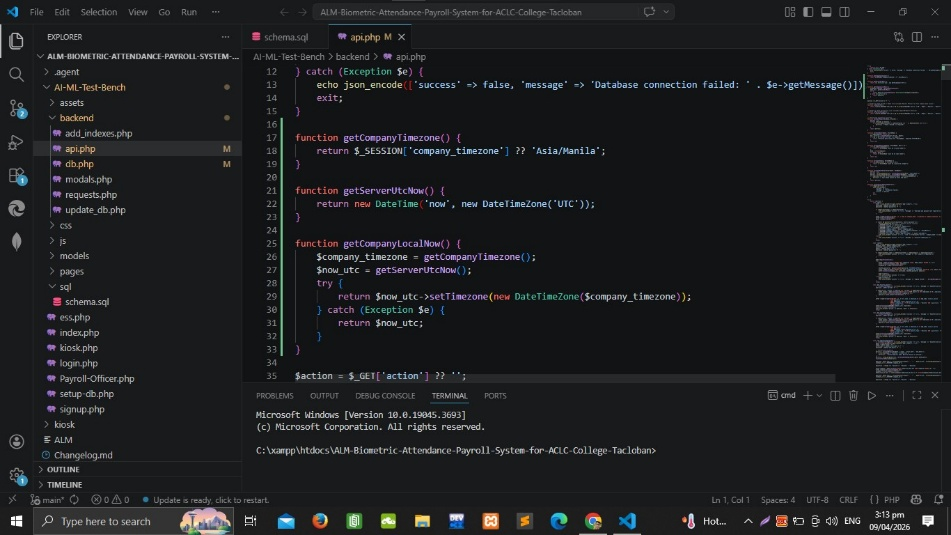 File Edit Selection View Go Run ···
ALM-Biometric-Attendance-Payroll-System-for-ACLC-College-Tacloban
EXPLORER
ALM-BIOMETRIC-ATTENDANCE-PAYROLL-SYSTEM-...
.agent
AI-ML-Test-Bench
assets
backend
add_indexes.php
api.php M
db.php M
modals.php
requests.php
update_db.php
css
js
models
pages
sql
schema.sql
ess.php
index.php
kiosk.php
login.php
Payroll-Officer.php
setup-db.php
signup.php
kiosk
ALM
Changelog.md
OUTLINE
TIMELINE
2
1
1
schema.sql
api.php M
AI-ML-Test-Bench > backend > api.php
12 } catch (Exception $e) {
13 echo json_encode(['success' => false, 'message' => 'Database connection failed: ' . $e->getMessage()])
14 exit;
15 }
16
17 function getCompanyTimezone() {
18 return $_SESSION['company_timezone'] ?? 'Asia/Manila';
19 }
20
21 function getServerUtcNow() {
22 return new DateTime('now', new DateTimeZone('UTC'));
23 }
24
25 function getCompanyLocalNow() {
26 $company_timezone = getCompanyTimezone();
27 $now_utc = getServerUtcNow();
28 try {
29 return $now_utc->setTimezone(new DateTimeZone($company_timezone));
30 } catch (Exception $e) {
31 return $now_utc;
32 }
33 }
34
35 $action = $_GET['action'] ?? '';
PROBLEMS OUTPUT DEBUG CONSOLE TERMINAL PORTS
cmd
Microsoft Windows [Version 10.0.19045.3693]
(c) Microsoft Corporation. All rights reserved.
C:\xampp\htdocs\ALM-Biometric-Attendance-Payroll-System-for-ACLC-College-Tacloban>
main* 0 0 Update is ready, click to restart.
Ln 1, Col 1 Spaces: 4 UTF-8 CRLF {} PHP
Type here to search
Hot...
ENG
3:13 pm
09/04/2026